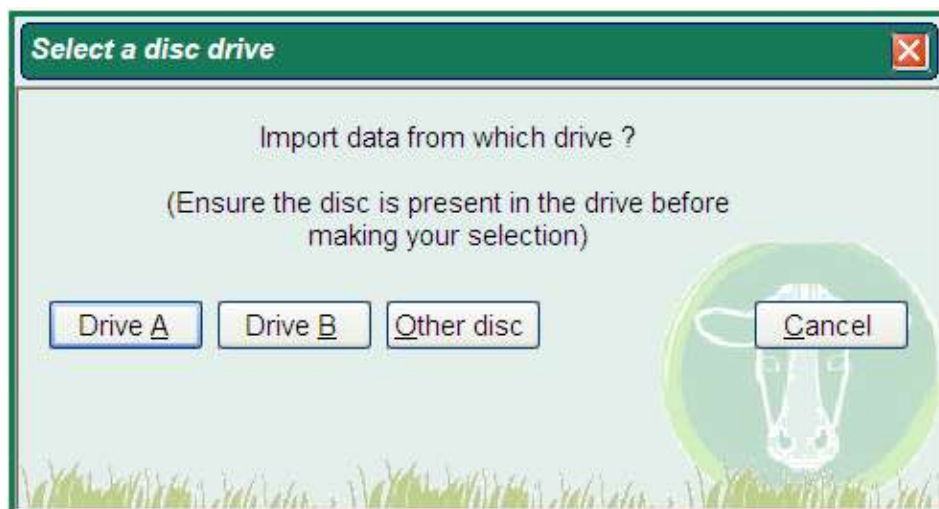 Select a disc drive
Import data from which drive ?
(Ensure the disc is present in the drive before
making your selection)
Drive A
Drive B
Other disc
Cancel